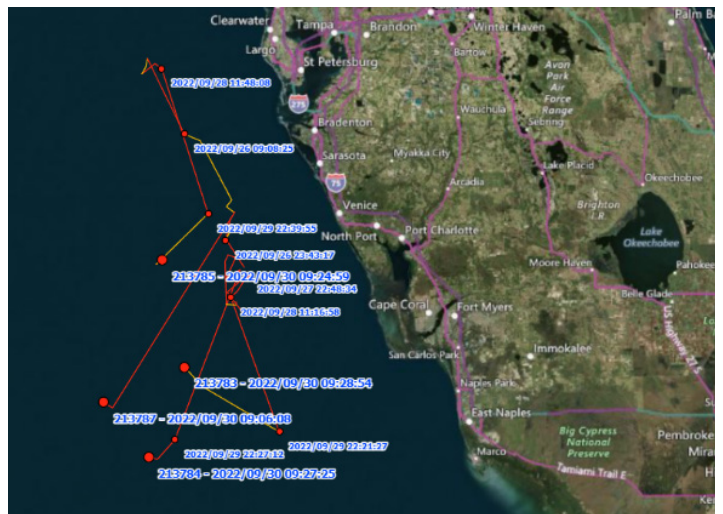 Clearwater
Tampa
Winter Haven
Palm Ba
Brandon
Largo
Bartow
St Petersburg
Avon
Park
Air
Force
Range
2022/09/28 11:48:08
275
Wauchula
Bradenton
Sebring
2022/09/26 09:08:25
Sarasota
Myakka City
Lake Placid
75
Arcadia
Okeechobee
Venice
Brighton
I.R.
2022/09/29 22:39:55
North Port
Port Charlotte
Lake
Okeechobee
2022/09/26 23:43:17
213785 - 2022/09/30 09:24:59
Moore Haven
Pahokee
2022/09/27 22:48:34
Belle Glade
2022/09/28 11:16:58
Cape Coral
Fort Myers
US Highway 27 S
San Carlos Park
Immokalee
213783 - 2022/09/30 09:28:54
Naples Park
213787 - 2022/09/30 09:06:08
East Naples
Big Cypress
National
Preserve
Pembroke
Mirar
2022/09/29 22:21:27
2022/09/29 22:27:12
Marco
213784 - 2022/09/30 09:27:25
Tamiami Trail E
Ken